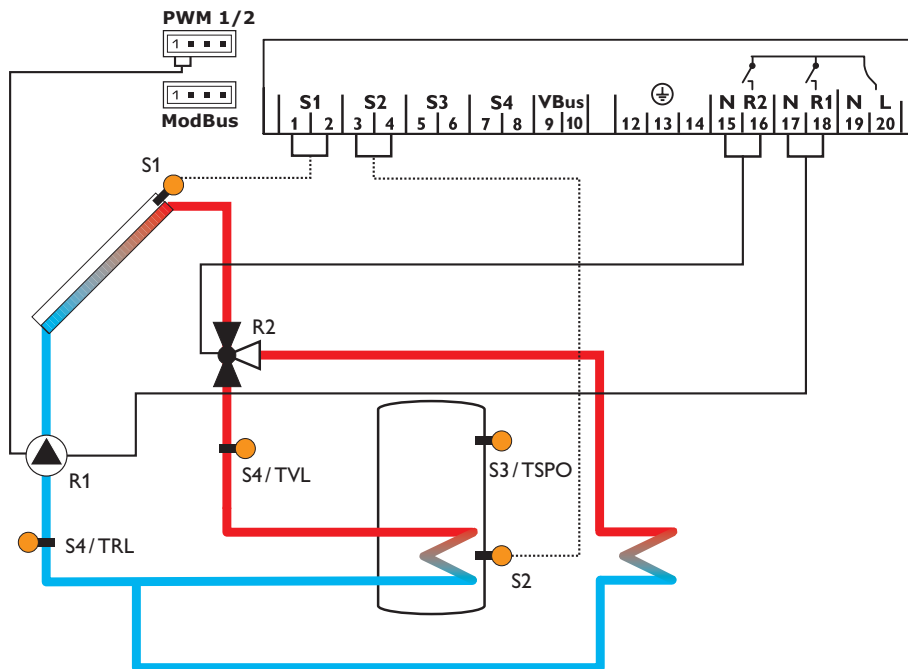 PWM 1/2
1
1
ModBus
S1 S2 S3 S4 VBus N R2 N R1 N L
1 2 3 4 5 6 7 8 9 10 12 13 14 15 16 17 18 19 20
S1
R2
S4/TVL
S3/TSPO
R1
S4/TRL
S2